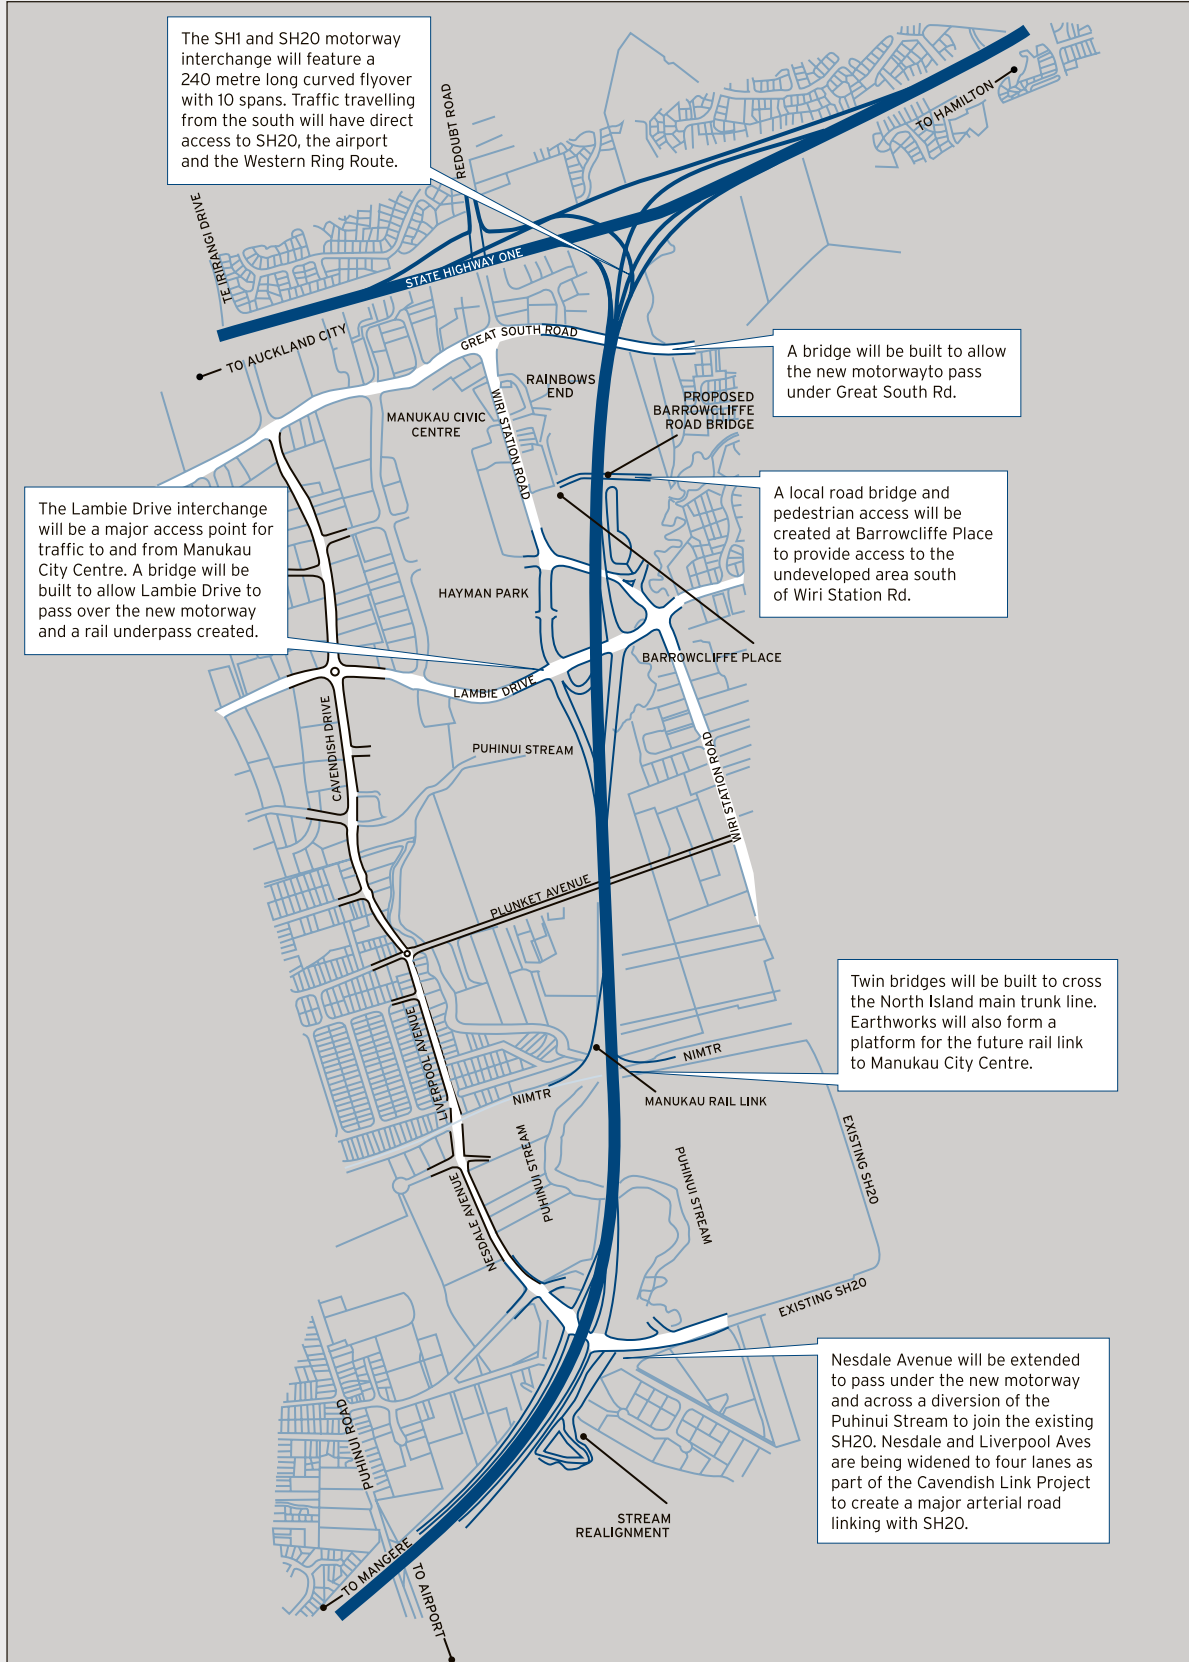 The SH1 and SH20 motorway
interchange will feature a
240 metre long curved flyover
with 10 spans. Traffic travelling
from the south will have direct
access to SH20, the airport
and the Western Ring Route.
REDOUBT ROAD
TO HAMILTON
TE IRIRANGI DRIVE
STATE HIGHWAY ONE
TO AUCKLAND CITY
GREAT SOUTH ROAD
A bridge will be built to allow
the new motorwayto pass
under Great South Rd.
RAINBOWS
END
PROPOSED
BARROWCLIFFE
ROAD BRIDGE
MANUKAU CIVIC
CENTRE
WIRI STATION ROAD
The Lambie Drive interchange
will be a major access point for
traffic to and from Manukau
City Centre. A bridge will be
built to allow Lambie Drive to
pass over the new motorway
and a rail underpass created.
A local road bridge and
pedestrian access will be
created at Barrowcliffe Place
to provide access to the
undeveloped area south
of Wiri Station Rd.
HAYMAN PARK
BARROWCLIFFE PLACE
LAMBIE DRIVE
CAVENDISH DRIVE
PUHINUI STREAM
WIRI STATION ROAD
PLUNKET AVENUE
Twin bridges will be built to cross
the North Island main trunk line.
Earthworks will also form a
platform for the future rail link
to Manukau City Centre.
LIVERPOOL AVENUE
NIMTR
NIMTR
MANUKAU RAIL LINK
PUHINUI STREAM
PUHINUI STREAM
EXISTING SH20
NESDALE AVENUE
EXISTING SH20
Nesdale Avenue will be extended
to pass under the new motorway
and across a diversion of the
Puhinui Stream to join the existing
SH20. Nesdale and Liverpool Aves
are being widened to four lanes as
part of the Cavendish Link Project
to create a major arterial road
linking with SH20.
PUHINUI ROAD
STREAM
REALIGNMENT
TO MANGERE
TO AIRPORT